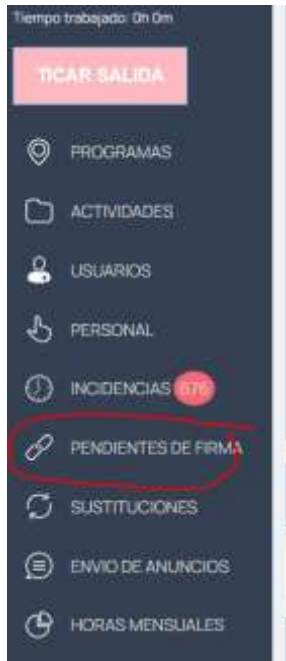 Tiempo trabajado: 0h 0m
TICAR SALIDA
PROGRAMAS
ACTIVIDADES
USUARIOS
PERSONAL
INCIDENCIAS 676
PENDIENTES DE FIRMA
SUSTITUCIONES
ENVIO DE ANUNCIOS
HORAS MENSUALES